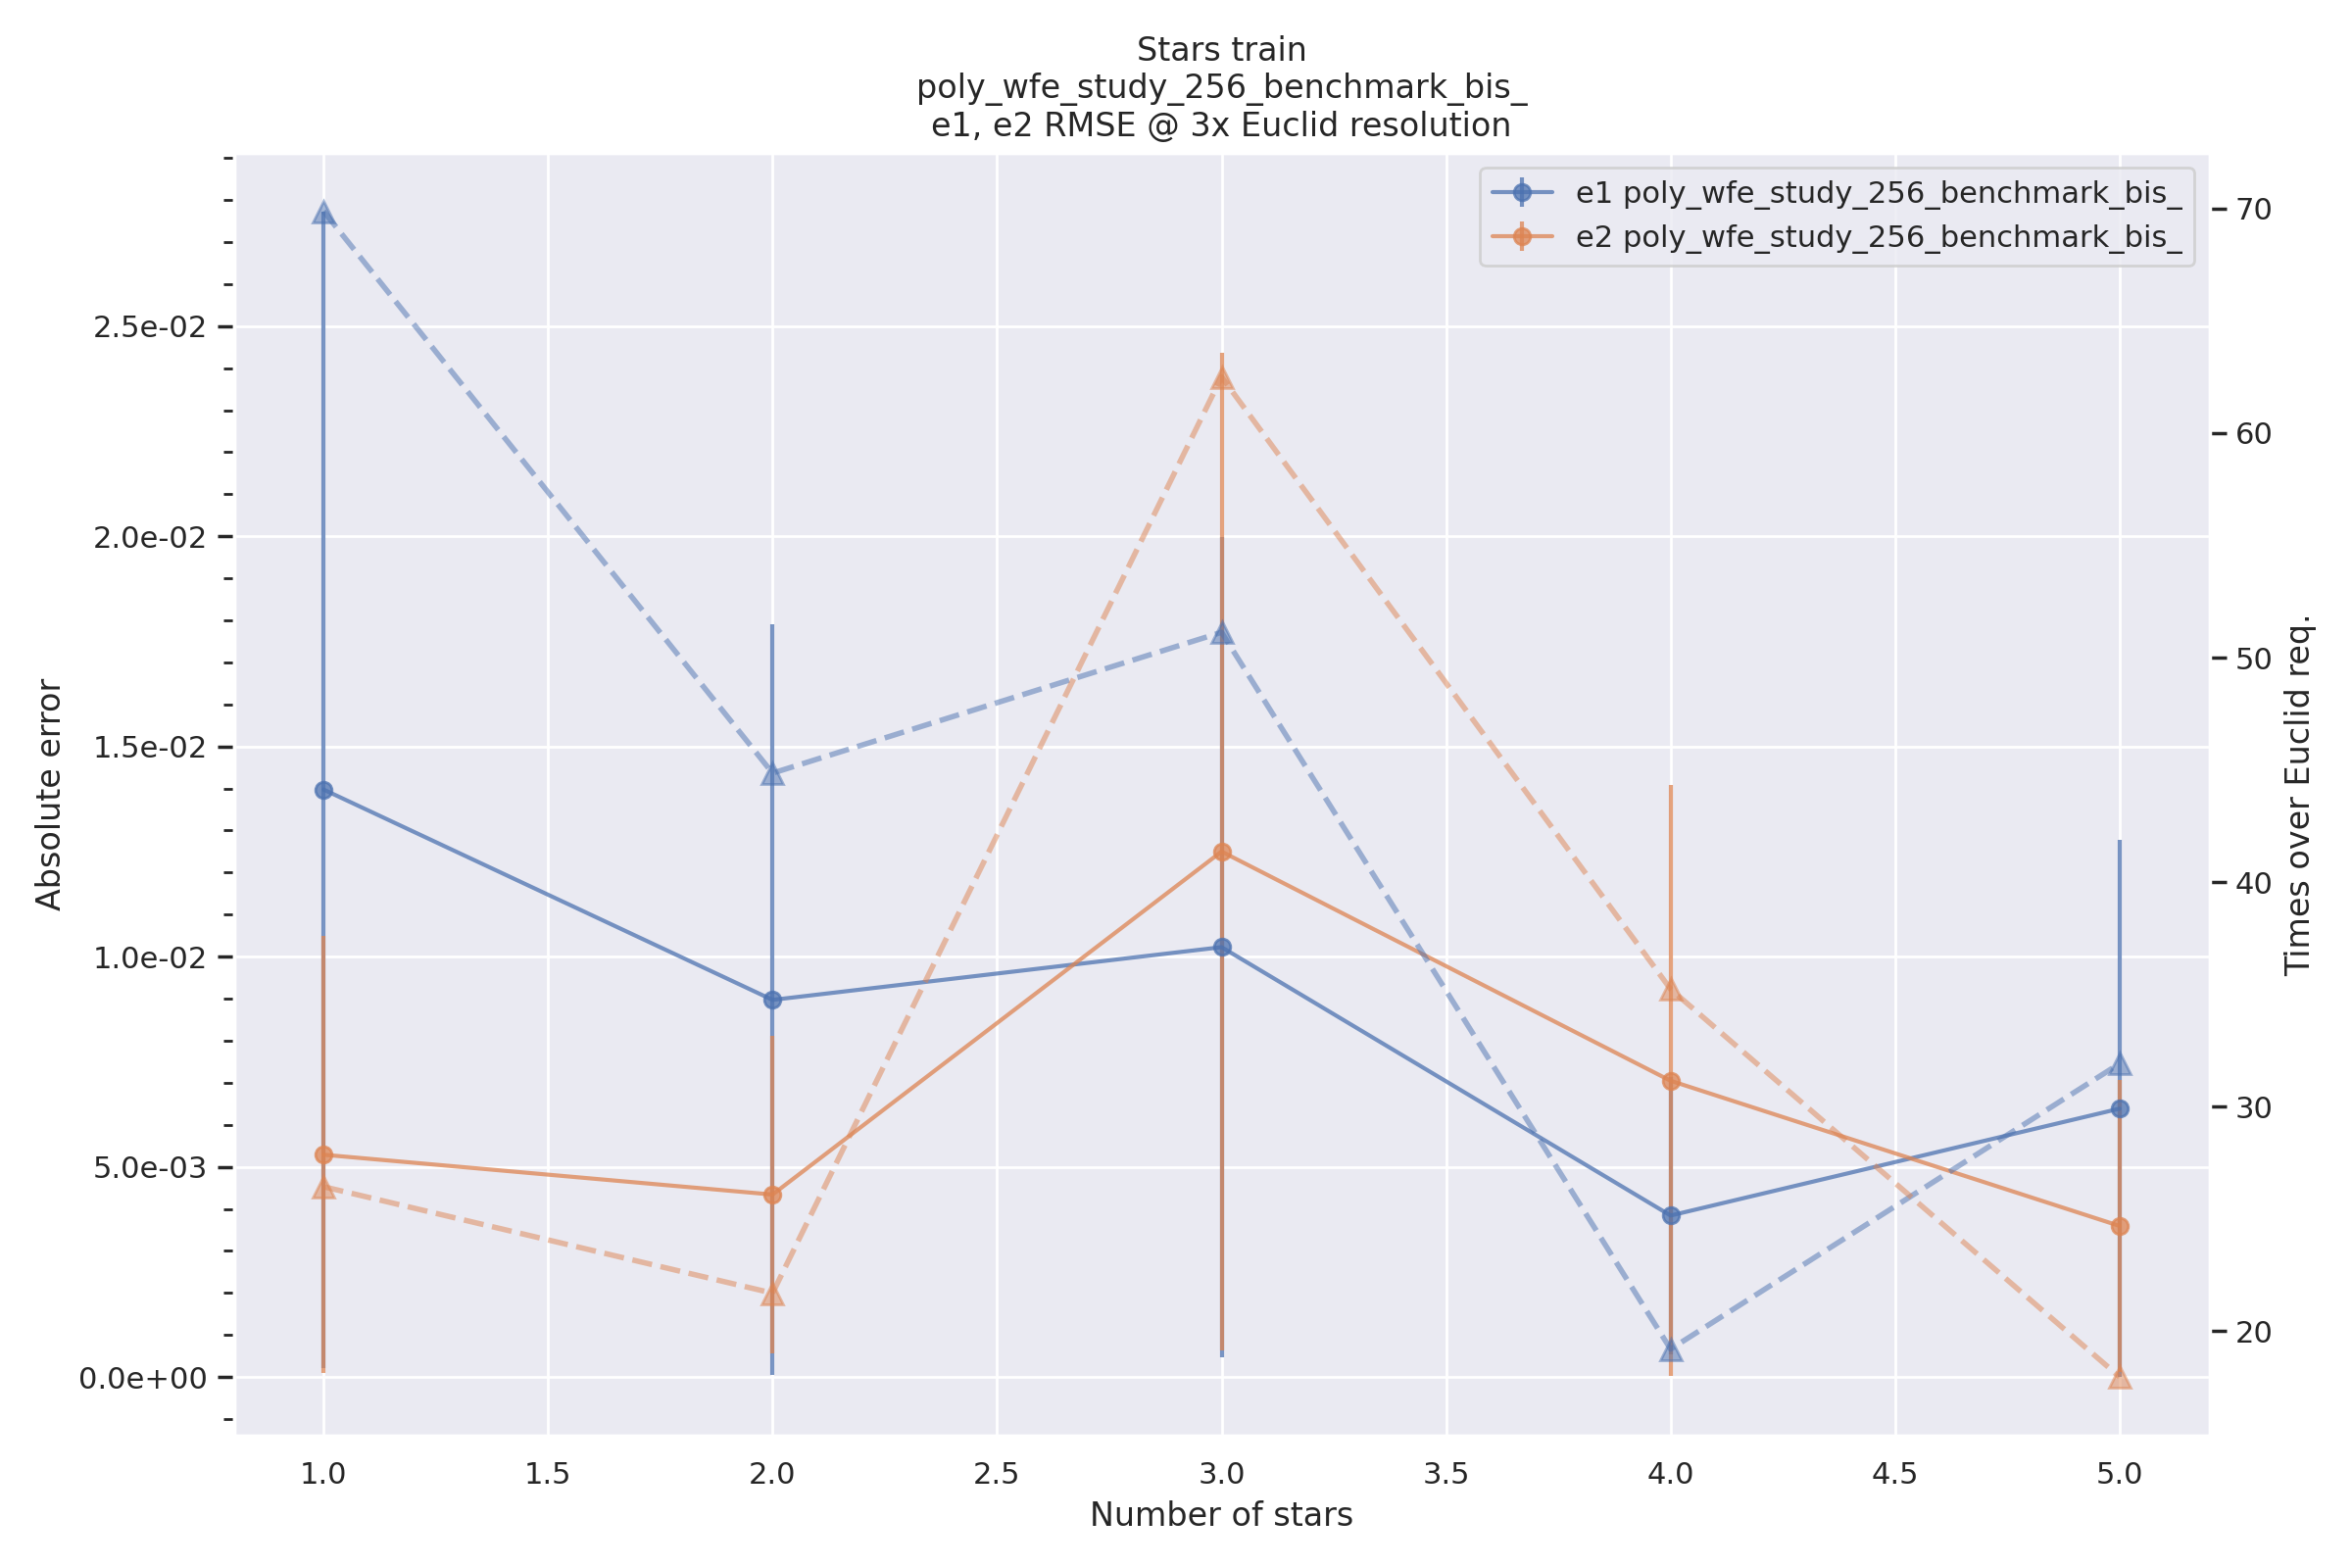 Stars train
poly_wfe_study_256_benchmark_bis_
e1, e2 RMSE @ 3x Euclid resolution
e1 poly_wfe_study_256_benchmark_bis_
e2 poly_wfe_study_256_benchmark_bis_
Absolute error
2.5e-02
2.0e-02
1.5e-02
1.0e-02
5.0e-03
0.0e+00
70
60
50
40
30
20
Times over Euclid req.
1.0 1.5 2.0 2.5 3.0 3.5 4.0 4.5 5.0
Number of stars